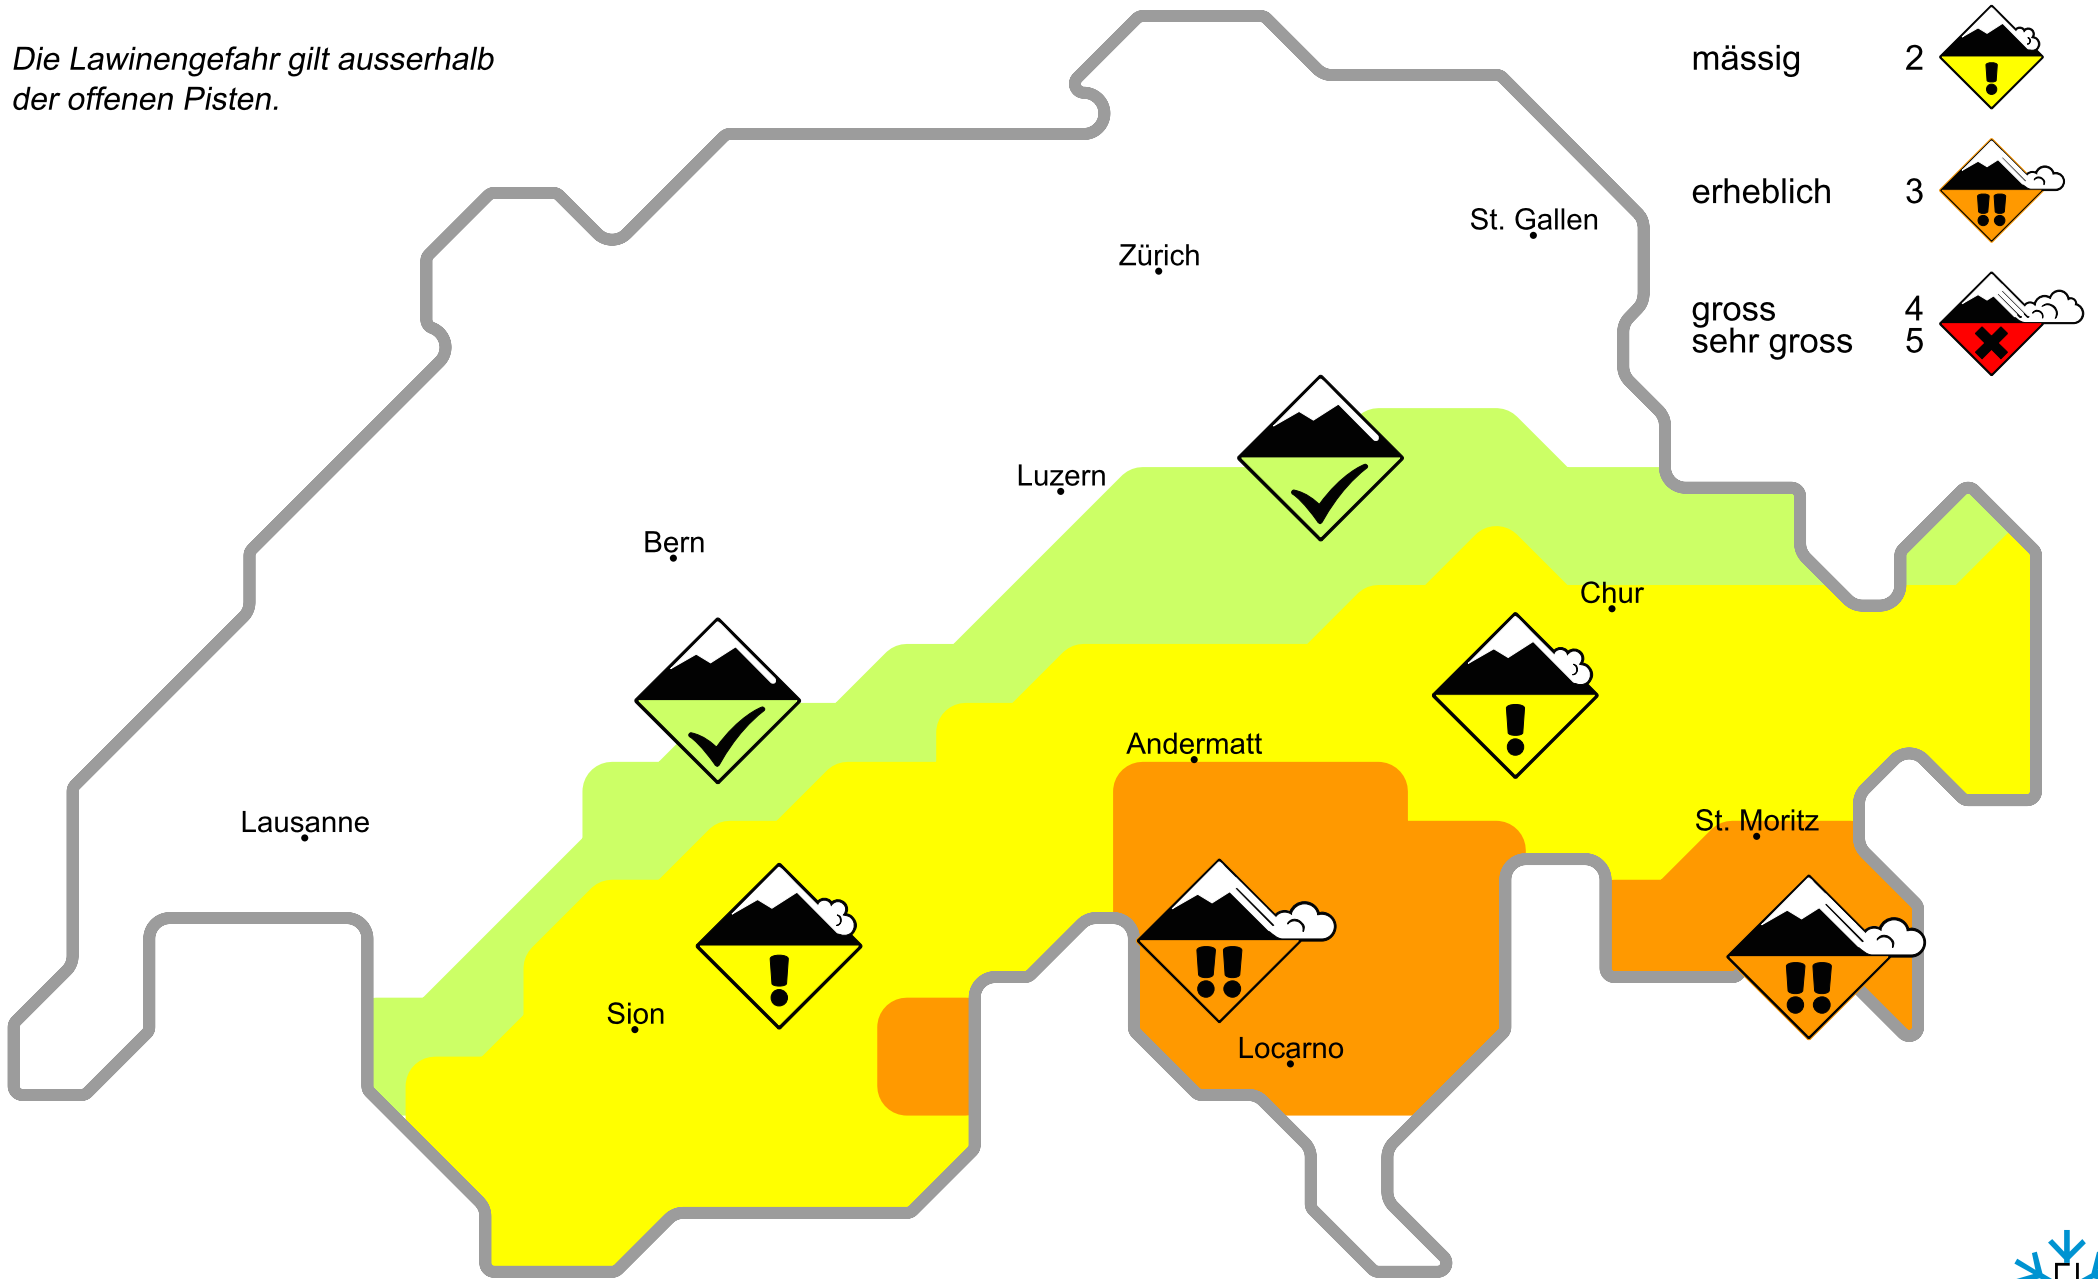 Die Lawinengefahr gilt ausserhalb
der offenen Pisten.
mässig 2
erheblich 3
gross 4
sehr gross 5
St. Gallen
Zürich
Luzern
Bern
Chur
Andermatt
Lausanne
St. Moritz
Sion
Locarno